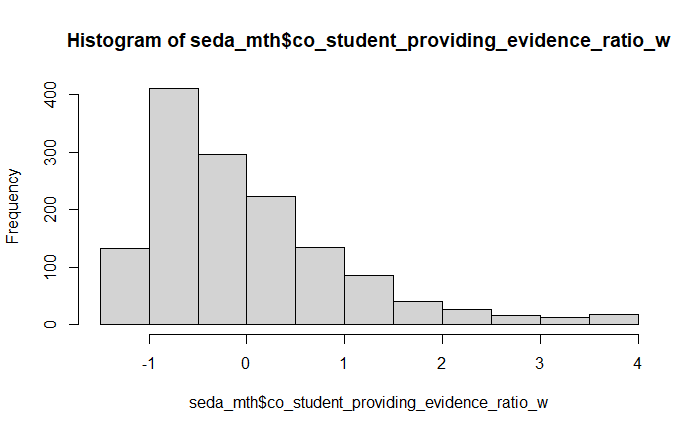 Histogram of seda_mth$co_student_providing_evidence_ratio_w
Frequency
400
300
200
100
0
-1 0 1 2 3 4
seda_mth$co_student_providing_evidence_ratio_w